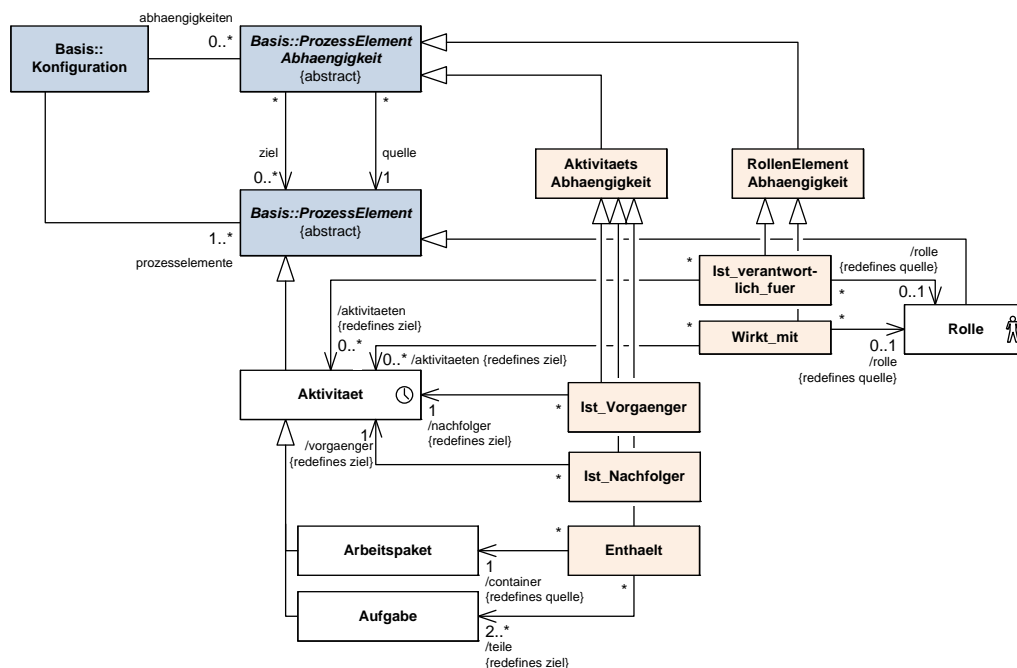 abhaengigkeiten
0..*
Basis::
Konfiguration
Basis::ProzessElement
Abhaengigkeit
{abstract}
*
*
ziel
quelle
0..*
1
Aktivitaets
Abhaengigkeit
RollenElement
Abhaengigkeit
Basis::ProzessElement
{abstract}
1..*
prozesselemente
*
Ist_verantwort-
lich_fuer
/rolle
{redefines quelle}
*
0..1
/aktivitaeten
{redefines ziel}
0..*
*
Wirkt_mit
*
Rolle
0..1
/rolle
{redefines quelle}
0..* /aktivitaeten {redefines ziel}
Aktivitaet
1
/nachfolger
{redefines ziel}
*
Ist_Vorgaenger
1
/vorgaenger
{redefines ziel}
*
Ist_Nachfolger
Arbeitspaket
*
Enthaelt
1
/container
{redefines quelle}
*
Aufgabe
2..*
/teile
{redefines ziel}